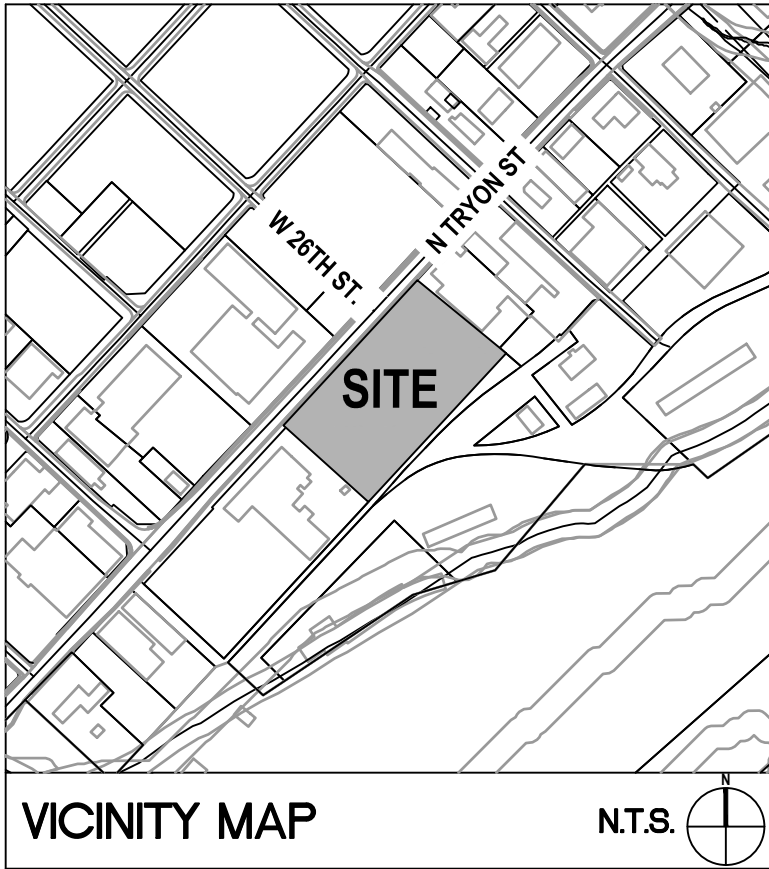 N TRYON ST
W 26TH ST.
SITE
VICINITY MAP
N.T.S.
N